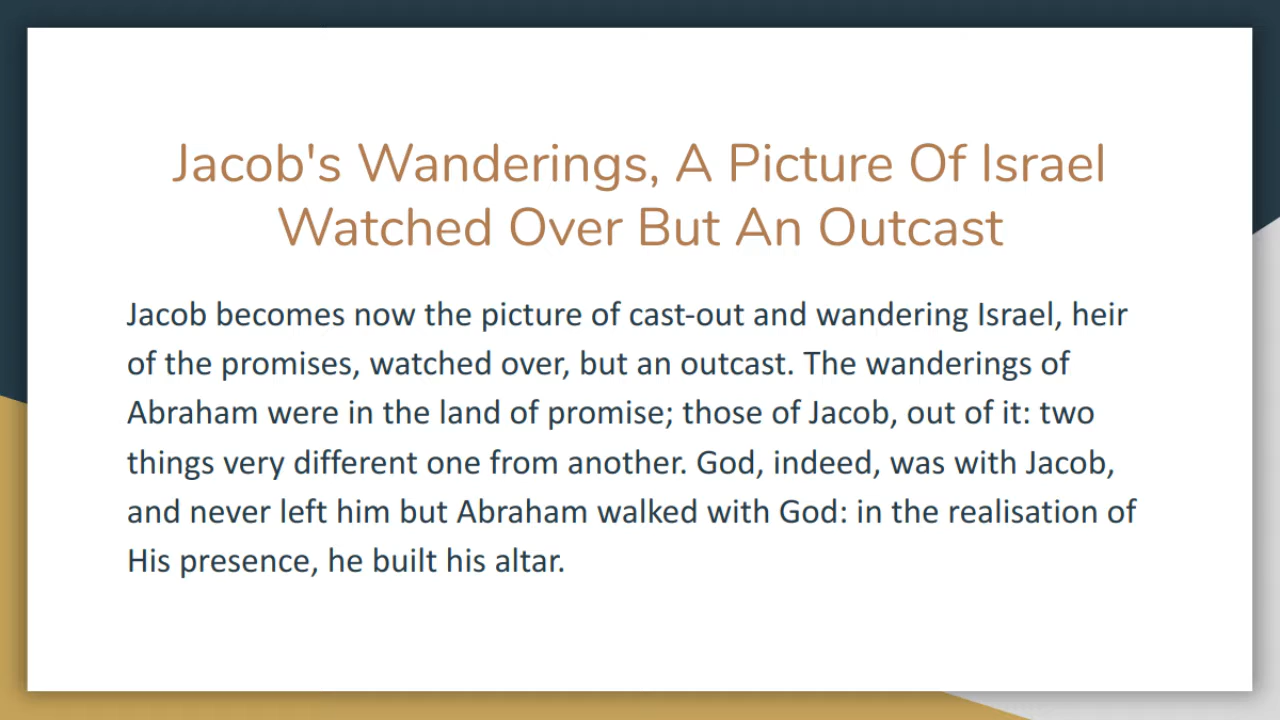 Jacob's Wanderings, A Picture Of Israel
Watched Over But An Outcast
Jacob becomes now the picture of cast-out and wandering Israel, heir
of the promises, watched over, but an outcast. The wanderings of
Abraham were in the land of promise; those of Jacob, out of it: two
things very different one from another. God, indeed, was with Jacob,
and never left him but Abraham walked with God: in the realisation of
His presence, he built his altar.